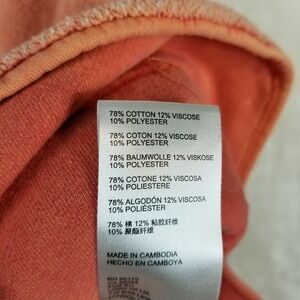 78% COTTON 12% VISCOSE
10% POLYESTER
78% COTON 12% VISCOSE
10% POLYESTER
78% BAUMWOLLE 12% VISKOSE
10% POLYESTER
78% COTONE 12% VISCOSA
10% POLIESTERE
78% ALGODÓN 12% VISCOSA
10% POLIÉSTER
78% 棉 12% 粘胶纤维
10% 聚酯纤维
MADE IN CAMBODIA
HECHO EN CAMBOYA